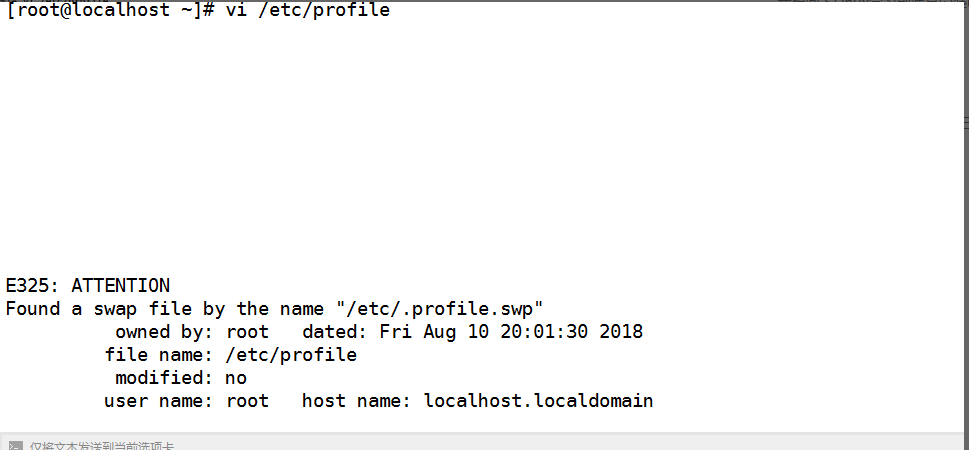 [root@localhost ~]# vi /etc/profile
E325: ATTENTION
Found a swap file by the name "/etc/.profile.swp"
owned by: root   dated: Fri Aug 10 20:01:30 2018
file name: /etc/profile
modified: no
user name: root   host name: localhost.localdomain
仅将文本发送到当前选项卡